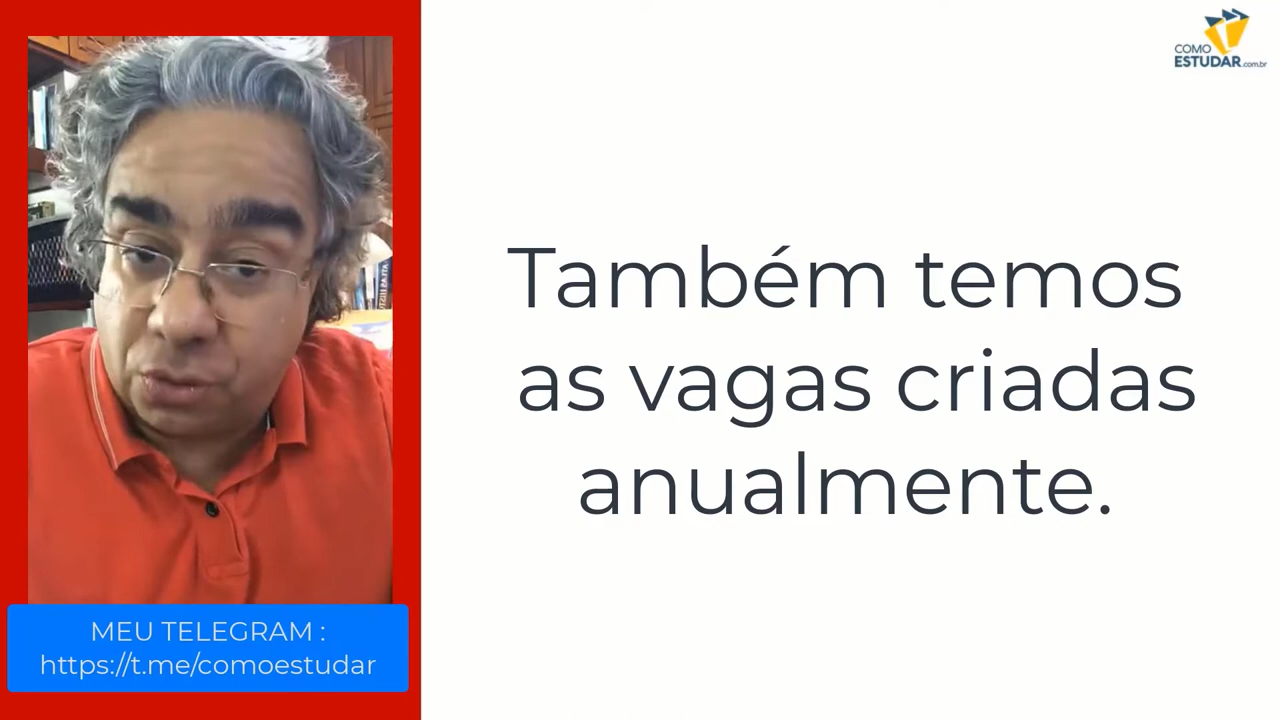 COMO
ESTUDAR.com.br
Também temos
as vagas criadas
anualmente.
MEU TELEGRAM :
https://t.me/comoestudar